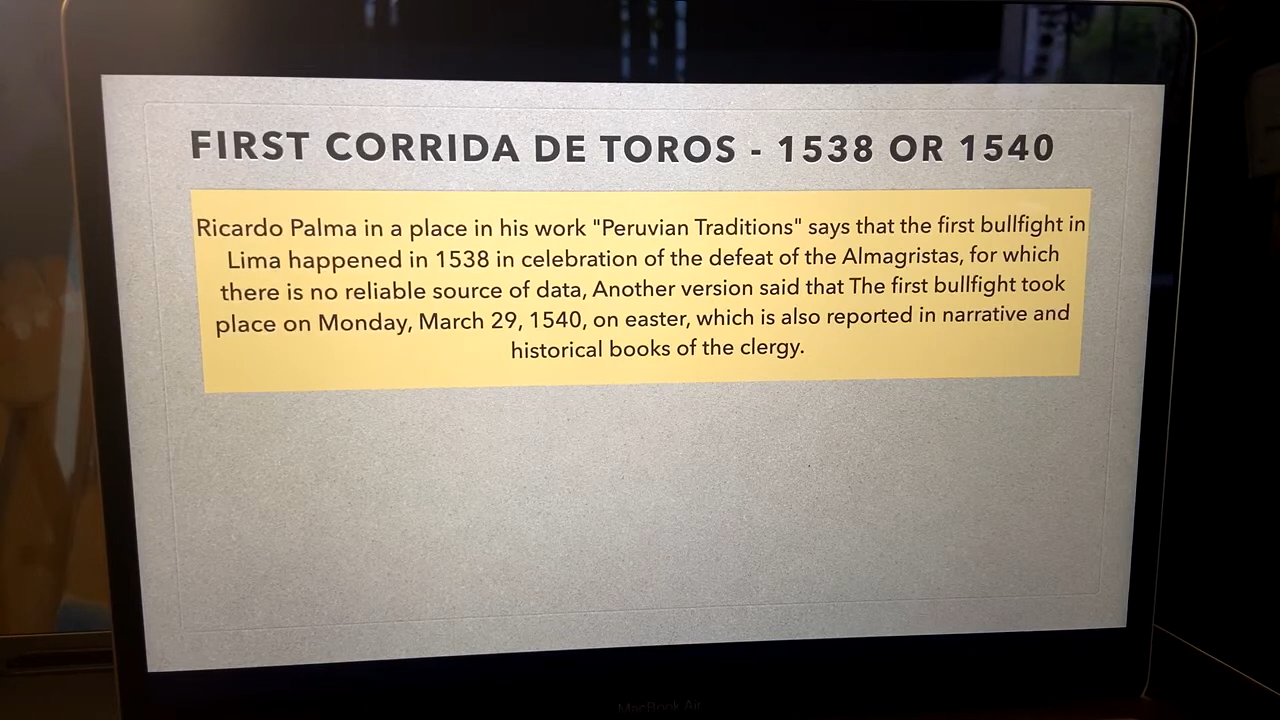 FIRST CORRIDA DE TOROS - 1538 OR 1540
Ricardo Palma in a place in his work "Peruvian Traditions" says that the first bullfight in
Lima happened in 1538 in celebration of the defeat of the Almagristas, for which
there is no reliable source of data, Another version said that The first bullfight took
place on Monday, March 29, 1540, on easter, which is also reported in narrative and
historical books of the clergy.
MacBook Air